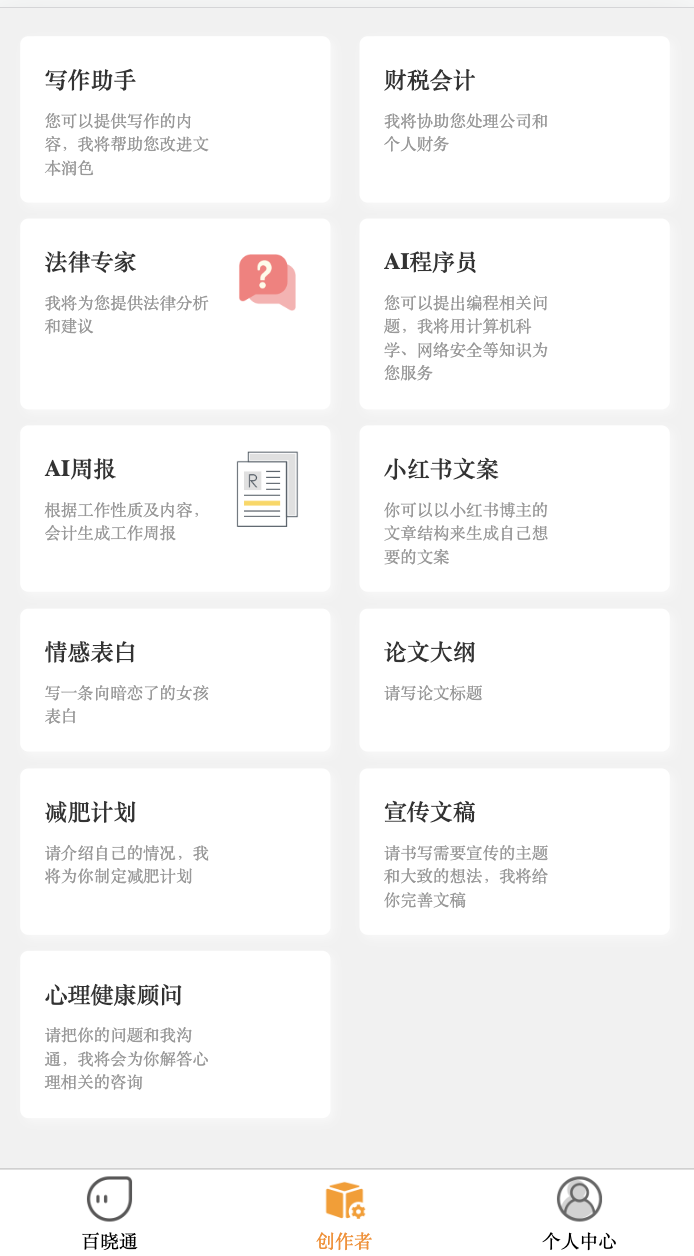 写作助手
您可以提供写作的内
容，我将帮助您改进文
本润色
财税会计
我将协助您处理公司和
个人财务
法律专家
我将为您提供法律分析
和建议
?
AI程序员
您可以提出编程相关问
题，我将用计算机科
学、网络安全等知识为
您服务
AI周报
根据工作性质及内容，
会计生成工作周报
R
小红书文案
你可以以小红书博主的
文章结构来生成自己想
要的文案
情感表白
写一条向暗恋了的女孩
表白
论文大纲
请写论文标题
减肥计划
请介绍自己的情况，我
将为你制定减肥计划
宣传文稿
请书写需要宣传的主题
和大致的想法，我将给
你完善文稿
心理健康顾问
请把你的问题和我沟
通，我将会为你解答心
理相关的咨询
百晓通
创作者
个人中心